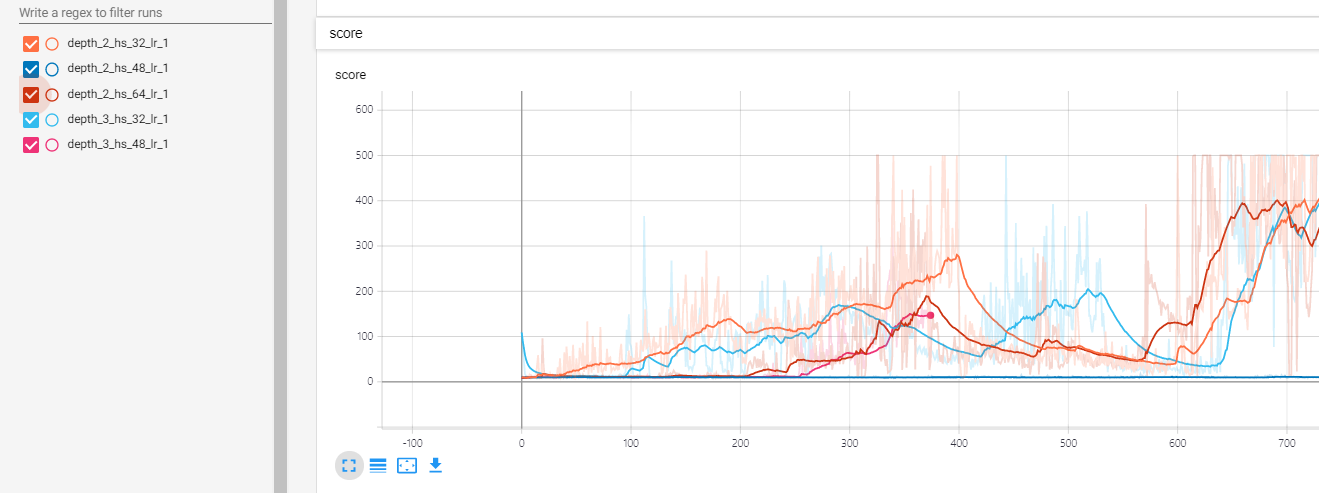 Write a regex to filter runs
depth_2_hs_32_lr_1
depth_2_hs_48_lr_1
depth_2_hs_64_lr_1
depth_3_hs_32_lr_1
depth_3_hs_48_lr_1
score
score
600
500
400
300
200
100
0
-100 0 100 200 300 400 500 600 700